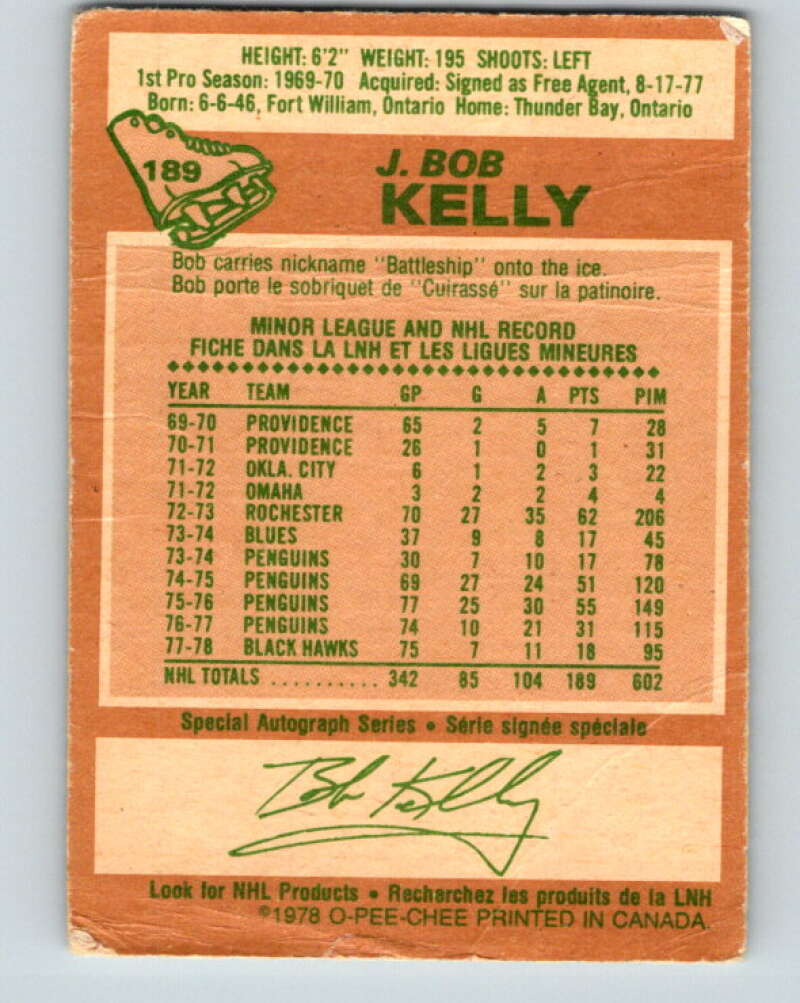 HEIGHT: 6'2" WEIGHT: 195 SHOOTS: LEFT
1st Pro Season: 1969-70 Acquired: Signed as Free Agent, 8-17-77
Born: 6-6-46, Fort William, Ontario Home: Thunder Bay, Ontario
189
J. BOB
KELLY
Bob carries nickname "Battleship" onto the ice.
Bob porte le sobriquet de "Cuirassé" sur la patinoire.
MINOR LEAGUE AND NHL RECORD
FICHE DANS LA LNH ET LES LIGUES MINEURES
YEAR TEAM GP G A PTS PIM
69-70 PROVIDENCE 65 2 5 7 28
70-71 PROVIDENCE 26 1 0 1 31
71-72 OKLA. CITY 6 1 2 3 22
71-72 OMAHA 3 2 2 4 4
72-73 ROCHESTER 70 27 35 62 206
73-74 BLUES 37 9 8 17 45
73-74 PENGUINS 30 7 10 17 78
74-75 PENGUINS 69 27 24 51 120
75-76 PENGUINS 77 25 30 55 149
76-77 PENGUINS 74 10 21 31 115
77-78 BLACK HAWKS 75 7 11 18 95
NHL TOTALS ........... 342 85 104 189 602
Special Autograph Series • Série signée spéciale
Bob Kelly
Look for NHL Products • Recharchez les produits de la LNH
©1978 O-PEE-CHEE PRINTED IN CANADA.